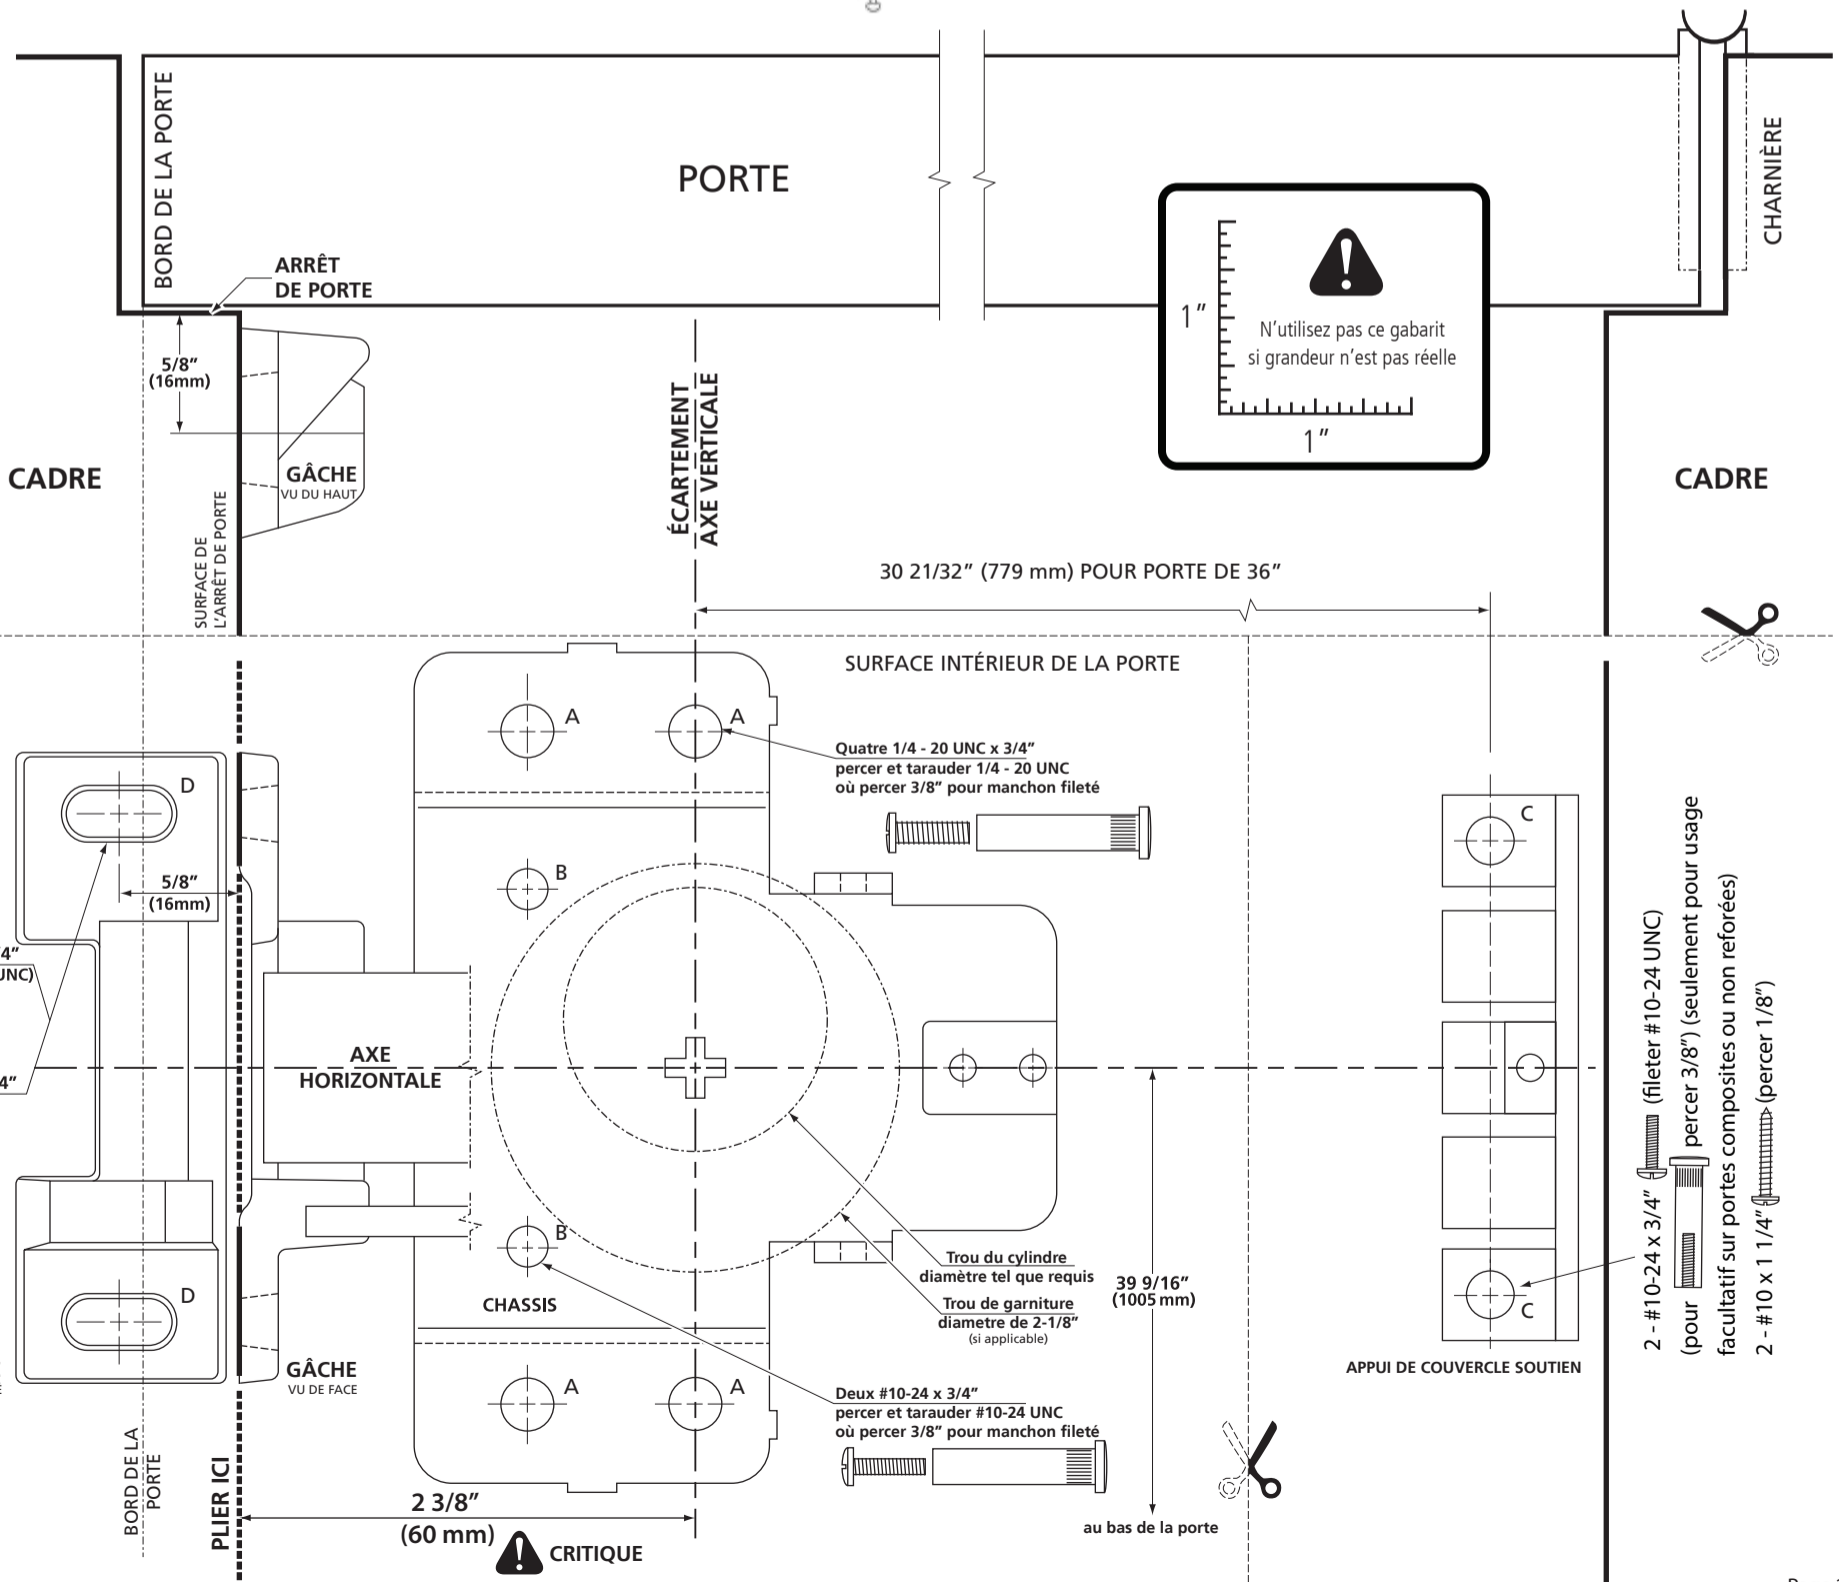 BORD DE LA PORTE
PORTE
CHARNIÈRE
ARRÊT
DE PORTE
5/8”
(16mm)
1”
N’utilisez pas ce gabarit
si grandeur n’est pas réelle
1”
ÉCARTEMENT
AXE VERTICALE
CADRE
GÂCHE
VU DU HAUT
CADRE
SURFACE DE
L’ARRÊT DE PORTE
30 21/32” (779 mm) POUR PORTE DE 36”
SURFACE INTÉRIEUR DE LA PORTE
A
A
Quatre 1/4 - 20 UNC x 3/4”
percer et tarauder 1/4 - 20 UNC
où percer 3/8” pour manchon fileté
D
C
B
5/8”
(16mm)
4”
UNC)
AXE
HORIZONTALE
4”
2 - #10-24 x 3/4” (fileter #10-24 UNC)
(pour percer 3/8”) (seulement pour usage
facultatif sur portes composites ou non reforées)
2 - #10 x 1 1/4” (percer 1/8”)
B
Trou du cylindre
diamètre tel que requis
Trou de garniture
diametre de 2-1/8”
(si applicable)
39 9/16”
(1005 mm)
D
C
CHASSIS
GÂCHE
VU DE FACE
APPUI DE COUVERCLE SOUTIEN
A
A
Deux #10-24 x 3/4”
percer et tarauder #10-24 UNC
où percer 3/8” pour manchon fileté
BORD DE LA
PORTE
PLIER ICI
2 3/8”
(60 mm)
CRITIQUE
au bas de la porte